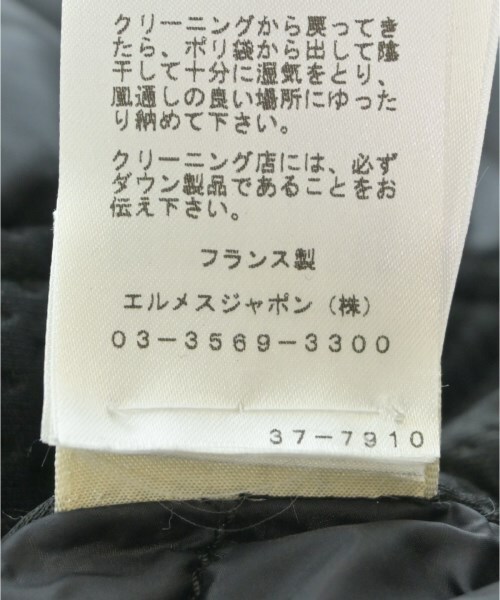 クリーニングから戻ってき
たら、ポリ袋から出して陰
干して十分に湿気をとり、
風通しの良い場所にゆった
り納めて下さい。
クリーニング店には、必ず
ダウン製品であることをお
伝え下さい。
フランス製
エルメスジャポン(株)
03-3569-3300
37-7910